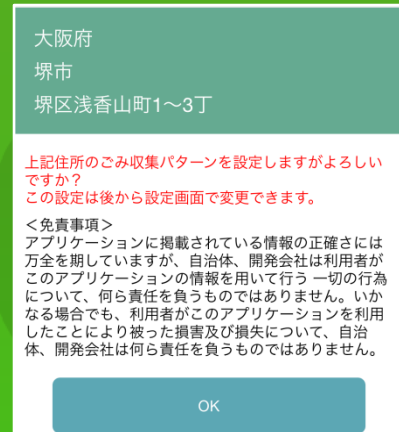 大阪府
堺市
堺区浅香山町1〜3丁
上記住所のごみ収集パターンを設定しますがよろしい
ですか？
この設定は後から設定画面で変更できます。
＜免責事項＞
アプリケーションに掲載されている情報の正確さには
万全を期していますが、自治体、開発会社は利用者が
このアプリケーションの情報を用いて行う 一切の行為
について、何ら責任を負うものではありません。いか
なる場合でも、利用者がこのアプリケーションを利用
したことにより被った損害及び損失について、自治
体、開発会社は何ら責任を負うものではありません。
OK